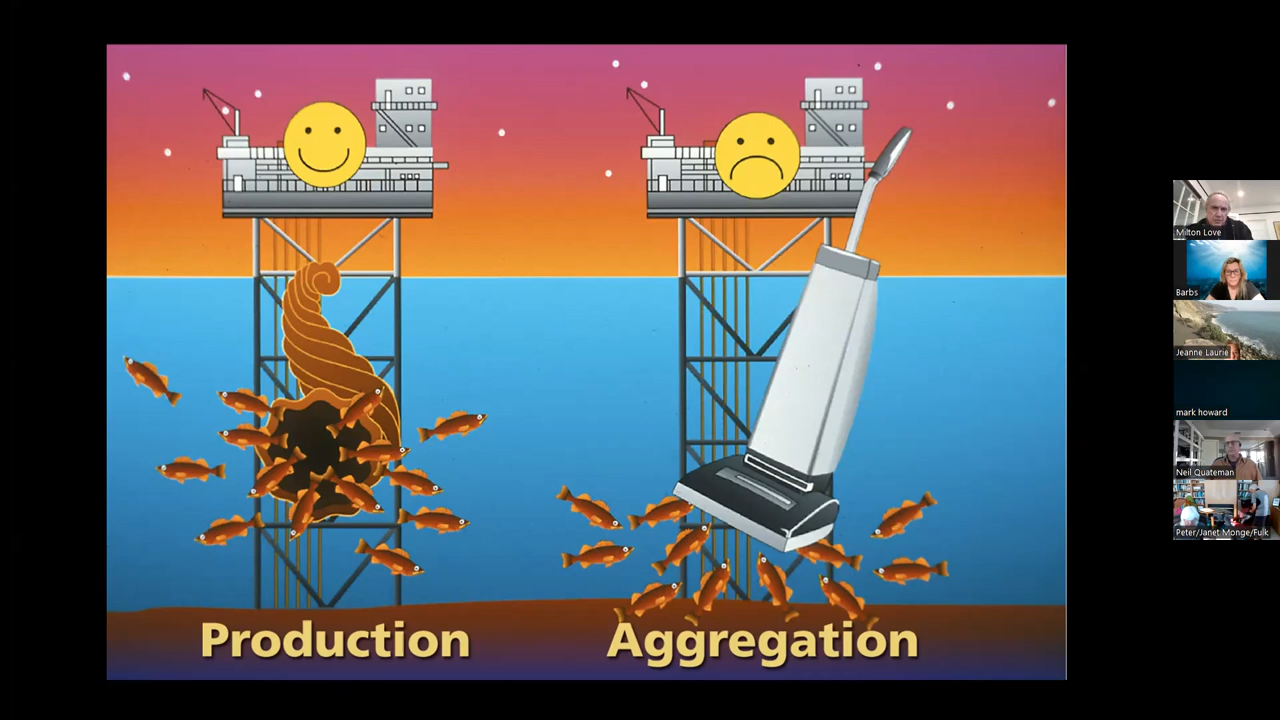 Production
Aggregation
Milton Love
Barbs
Jeanne Laurie
mark howard
Neil Quateman
Peter/Janet Monge/Fulk